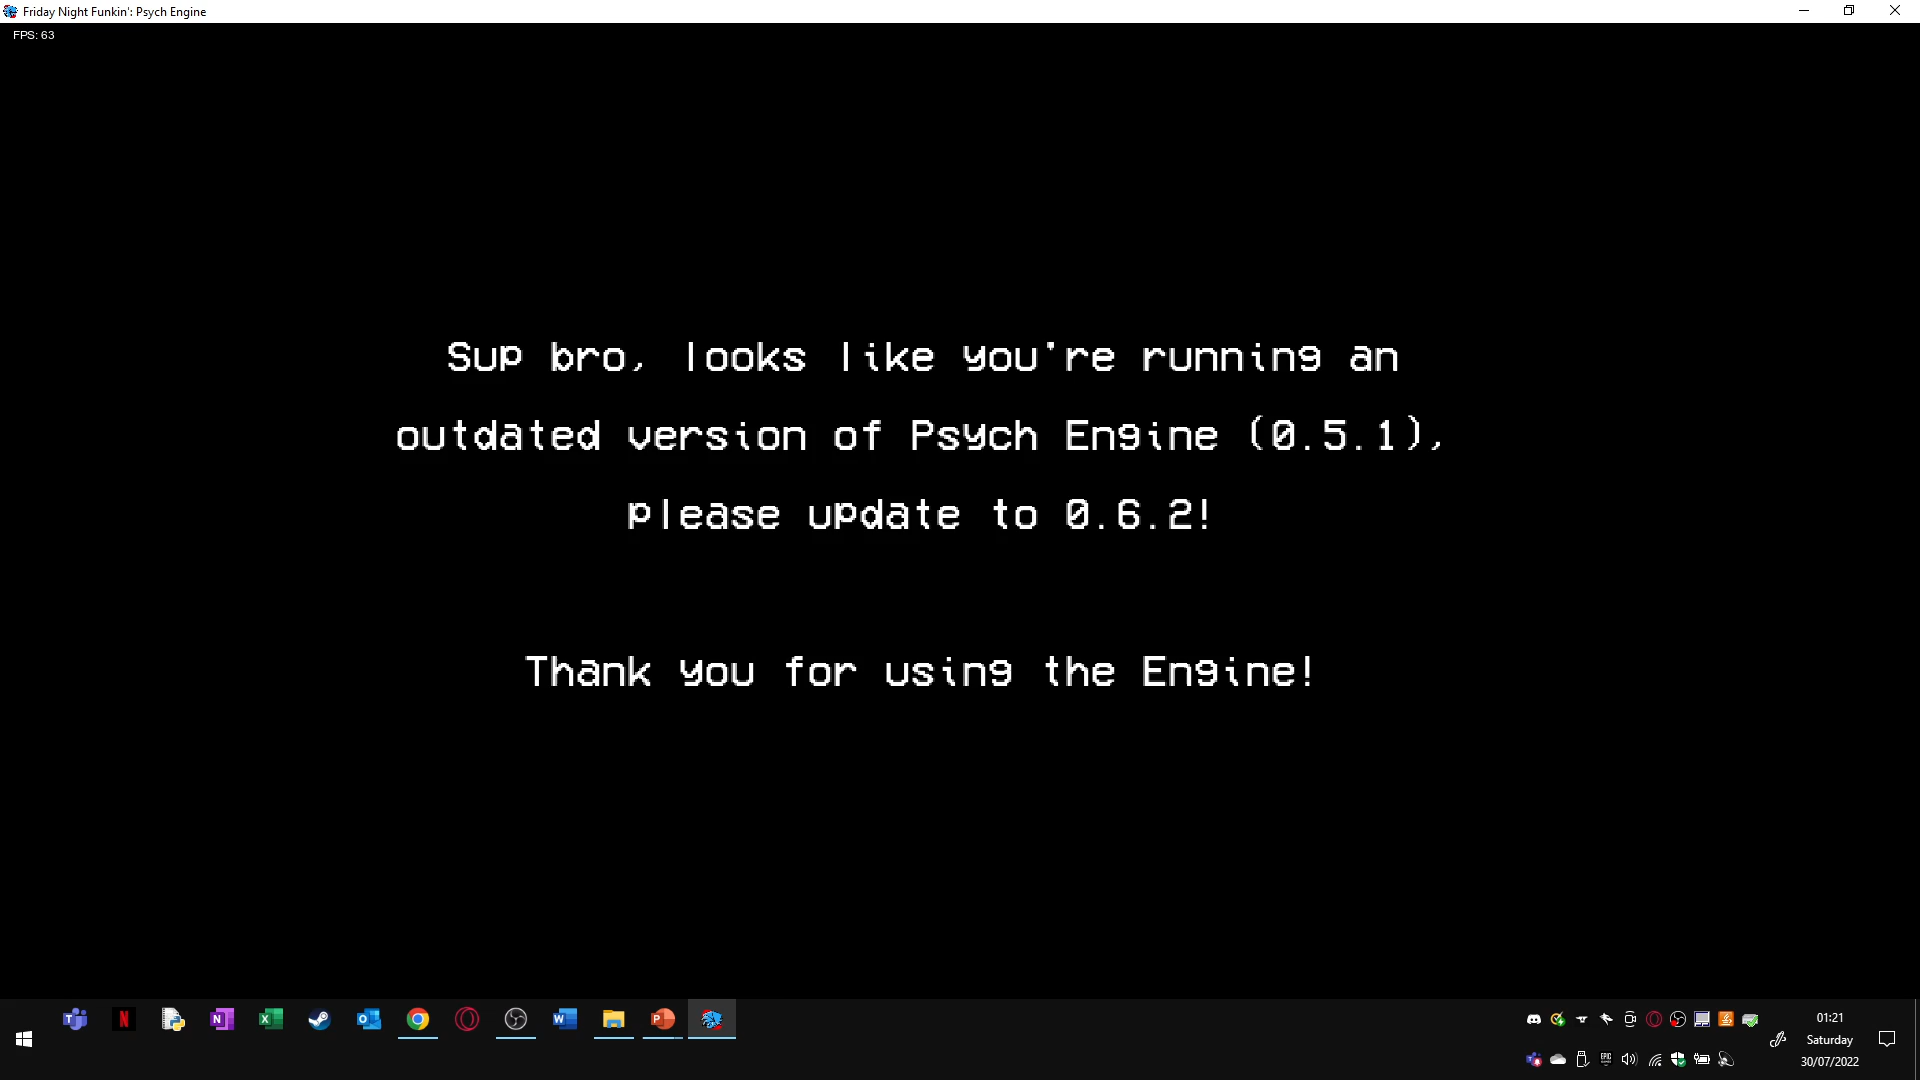 Friday Night Funkin': Psych Engine
FPS: 63
Sup bro, looks like you're running an
outdated version of Psych Engine (0.5.1),
please update to 0.6.2!
Thank you for using the Engine!
01:21
Saturday
30/07/2022